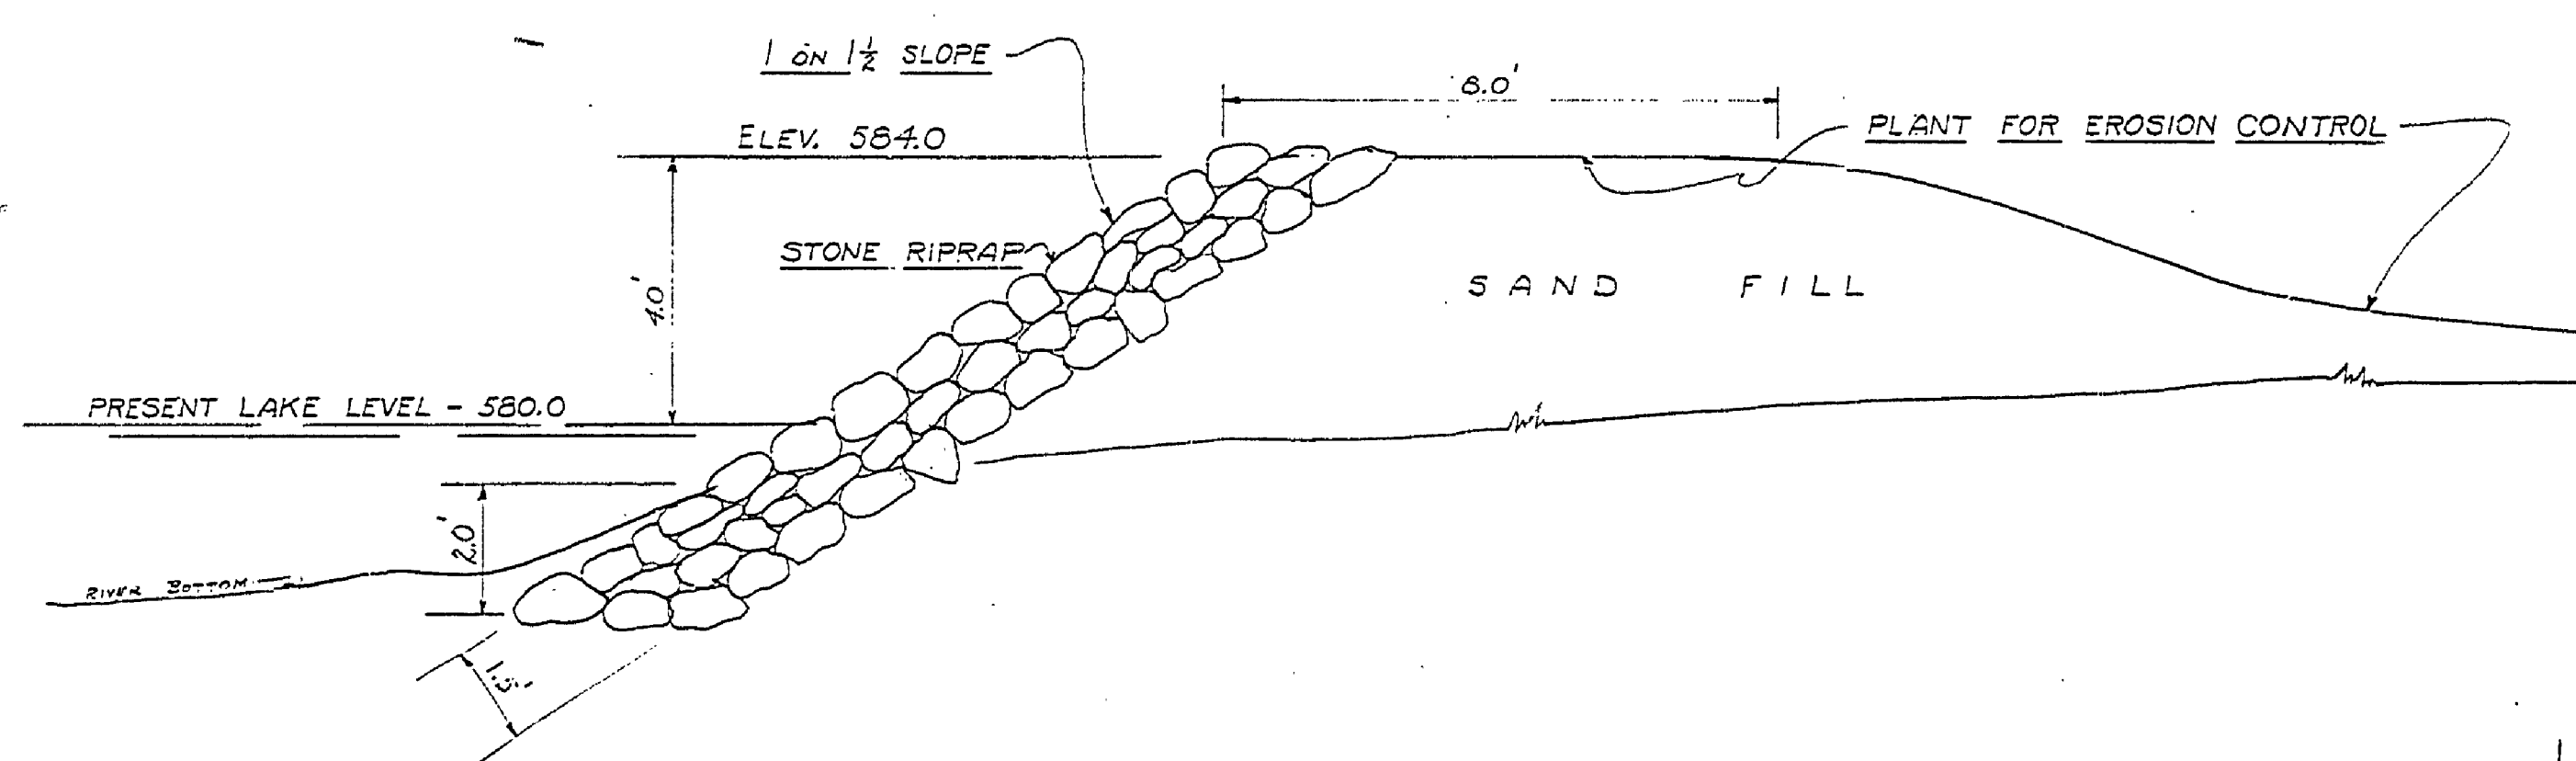 1 ON 1½ SLOPE
8.0'
ELEV. 584.0
PLANT FOR EROSION CONTROL
STONE RIPRAP
4.0'
SAND FILL
PRESENT LAKE LEVEL - 580.0
2.0'
RIVER BOTTOM
1.5'